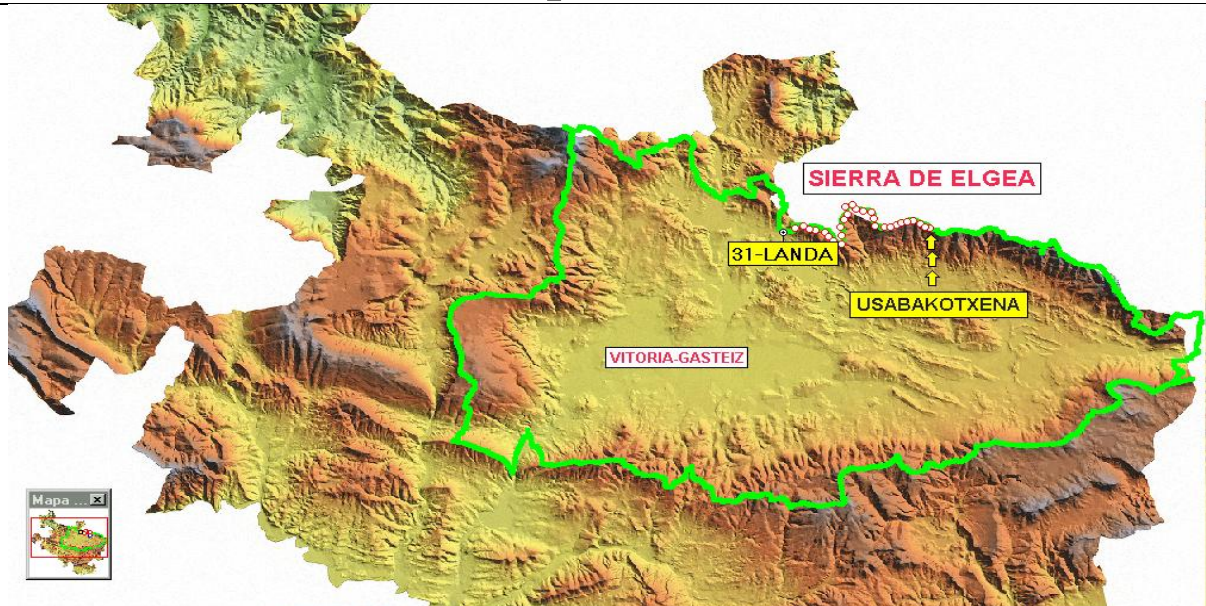 SIERRA DE ELGEA
31-LANDA
USABAKOTXENA
VITORIA-GASTEIZ
Mapa ...